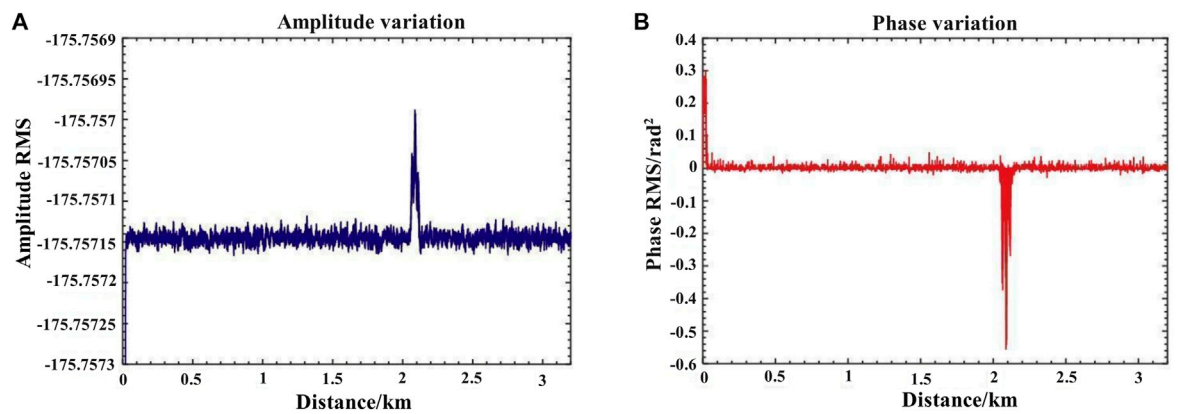 A
Amplitude variation
Amplitude RMS
-175.7569
-175.75695
-175.757
-175.75705
-175.7571
-175.75715
-175.7572
-175.75725
-175.7573
0 0.5 1 1.5 2 2.5 3
Distance/km
B
Phase variation
Phase RMS/rad²
0.4
0.3
0.2
0.1
0
-0.1
-0.2
-0.3
-0.4
-0.5
-0.6
0 0.5 1 1.5 2 2.5 3
Distance/km